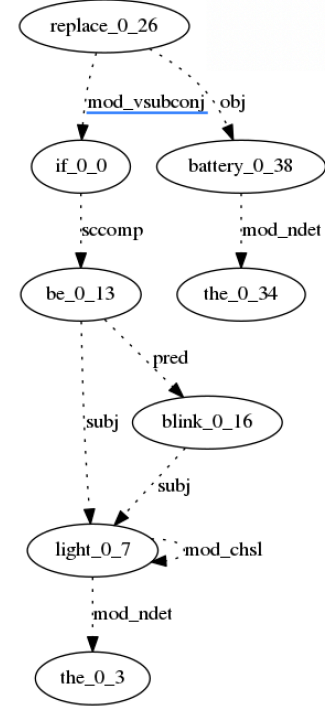 replace_0_26
mod_vsubconj obj
if_0_0 battery_0_38
sccomp mod_ndet
be_0_13 the_0_34
pred
subj blink_0_16
subj
light_0_7 mod_chsl
mod_ndet
the_0_3